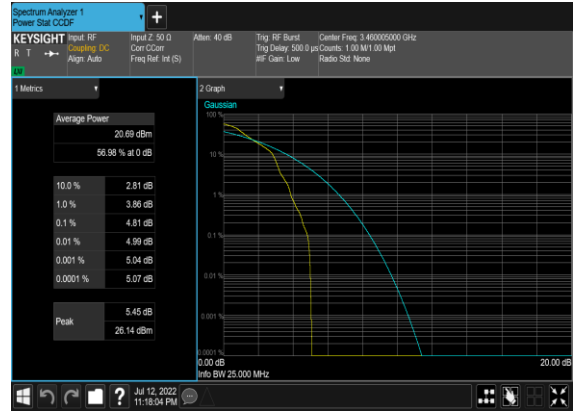 Spectrum Analyzer 1
Power Stat CCDF
KEYSIGHT
R T
LXI
Input: RF
Coupling: DC
Align: Auto
Input Z: 50 Ω
Corr CCorr
Freq Ref: Int (S)
Atten: 40 dB
Trig: RF Burst
Trig Delay: 500.0 µs
#IF Gain: Low
Center Freq: 3.460005000 GHz
Counts: 1.00 M/1.00 Mpt
Radio Std: None
1 Metrics
Average Power
20.69 dBm
56.98 % at 0 dB
10.0 % 2.81 dB
1.0 % 3.86 dB
0.1 % 4.81 dB
0.01 % 4.99 dB
0.001 % 5.04 dB
0.0001 % 5.07 dB
Peak
5.45 dB
26.14 dBm
2 Graph
Gaussian
100 %
10 %
1 %
0.1 %
0.01 %
0.001 %
0.0001 %
0.00 dB 20.00 dB
Info BW 25.000 MHz
Jul 12, 2022
11:18:04 PM